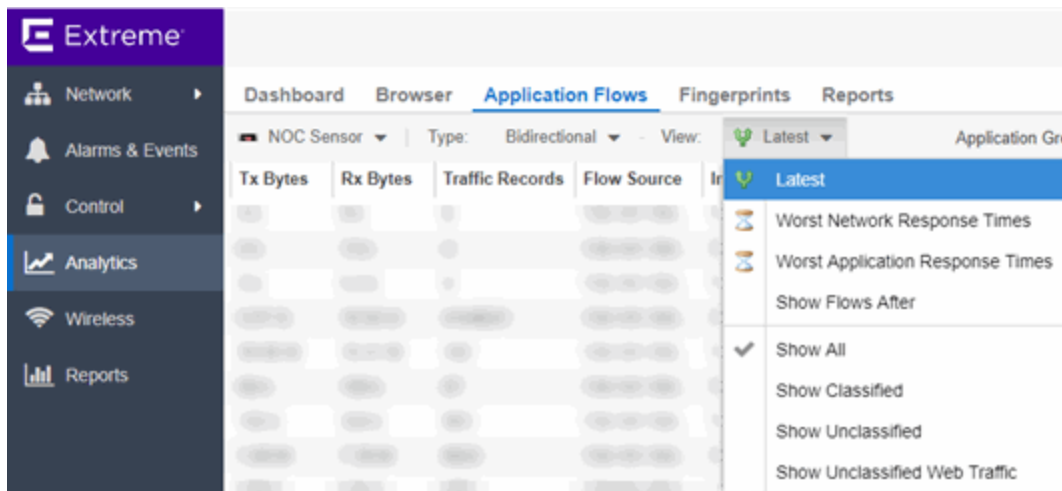 Extreme
Network
Alarms & Events
Control
Analytics
Wireless
Reports
Dashboard Browser Application Flows Fingerprints Reports
NOC Sensor Type: Bidirectional View: Latest Application
Tx Bytes Rx Bytes Traffic Records Flow Source
Latest
Worst Network Response Times
Worst Application Response Times
Show Flows After
Show All
Show Classified
Show Unclassified
Show Unclassified Web Traffic